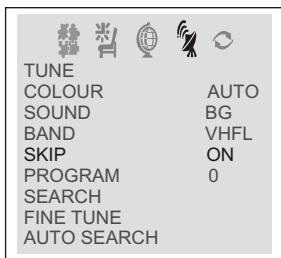 TUNE
COLOUR AUTO
SOUND BG
BAND VHFL
SKIP ON
PROGRAM 0
SEARCH
FINE TUNE
AUTO SEARCH